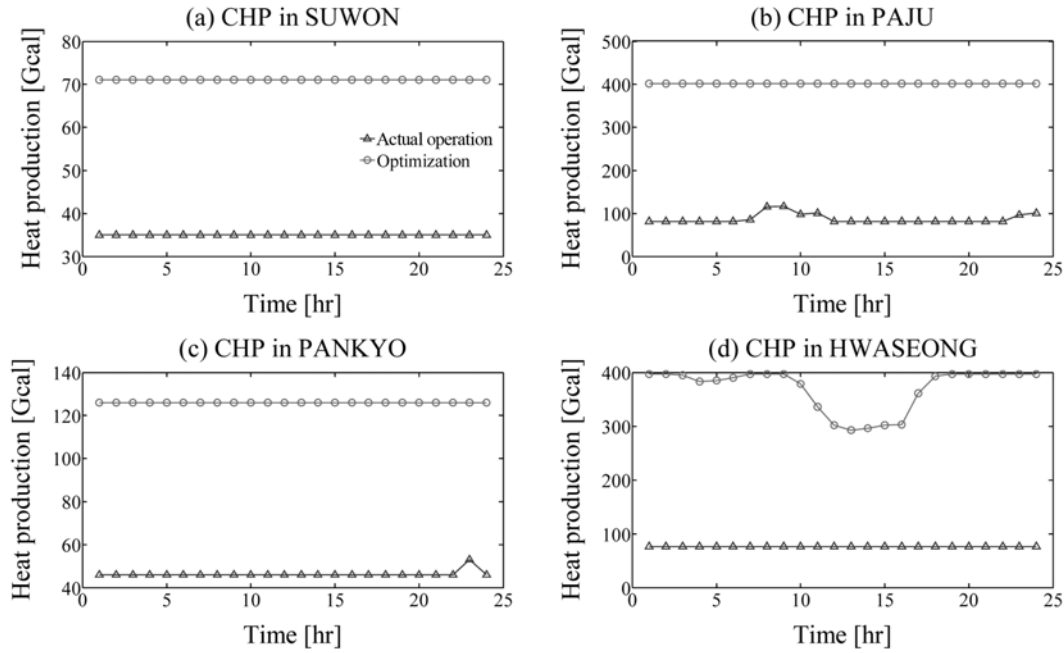 (a) CHP in SUWON
Heat production [Gcal]
80
70
60
50
40
30
0 5 10 15 20 25
Time [hr]
Actual operation
Optimization
(b) CHP in PAJU
Heat production [Gcal]
500
400
300
200
100
0
0 5 10 15 20 25
Time [hr]
(c) CHP in PANKYO
Heat production [Gcal]
140
120
100
80
60
40
0 5 10 15 20 25
Time [hr]
(d) CHP in HWASEONG
Heat production [Gcal]
400
300
200
100
0
0 5 10 15 20 25
Time [hr]